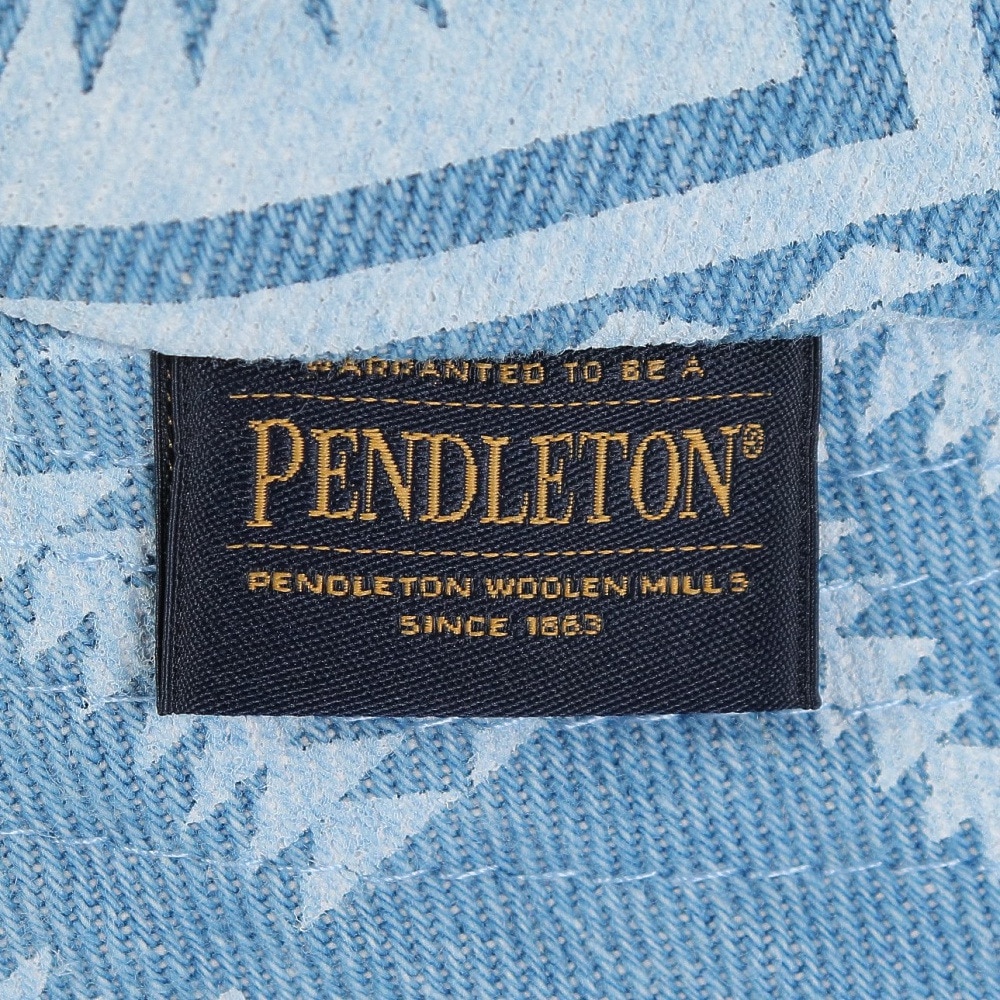 WARRANTED TO BE A
PENDLETON®
PENDLETON WOOLEN MILLS
SINCE 1863